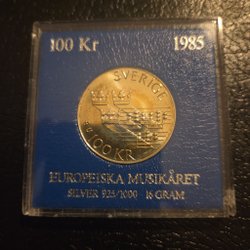 100 Kr 1985
SVERIGE
100 KR
EUROPEISKA MUSIKÅRET
SILVER 925/1000 16 GRAM